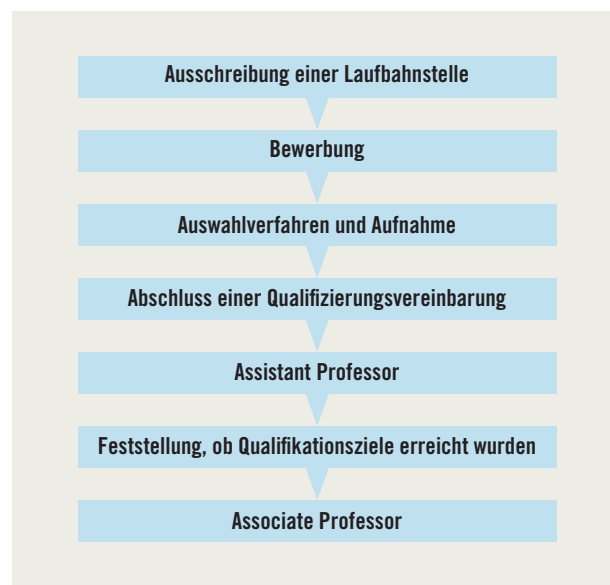 Ausschreibung einer Laufbahnstelle
Bewerbung
Auswahlverfahren und Aufnahme
Abschluss einer Qualifizierungsvereinbarung
Assistant Professor
Feststellung, ob Qualifikationsziele erreicht wurden
Associate Professor